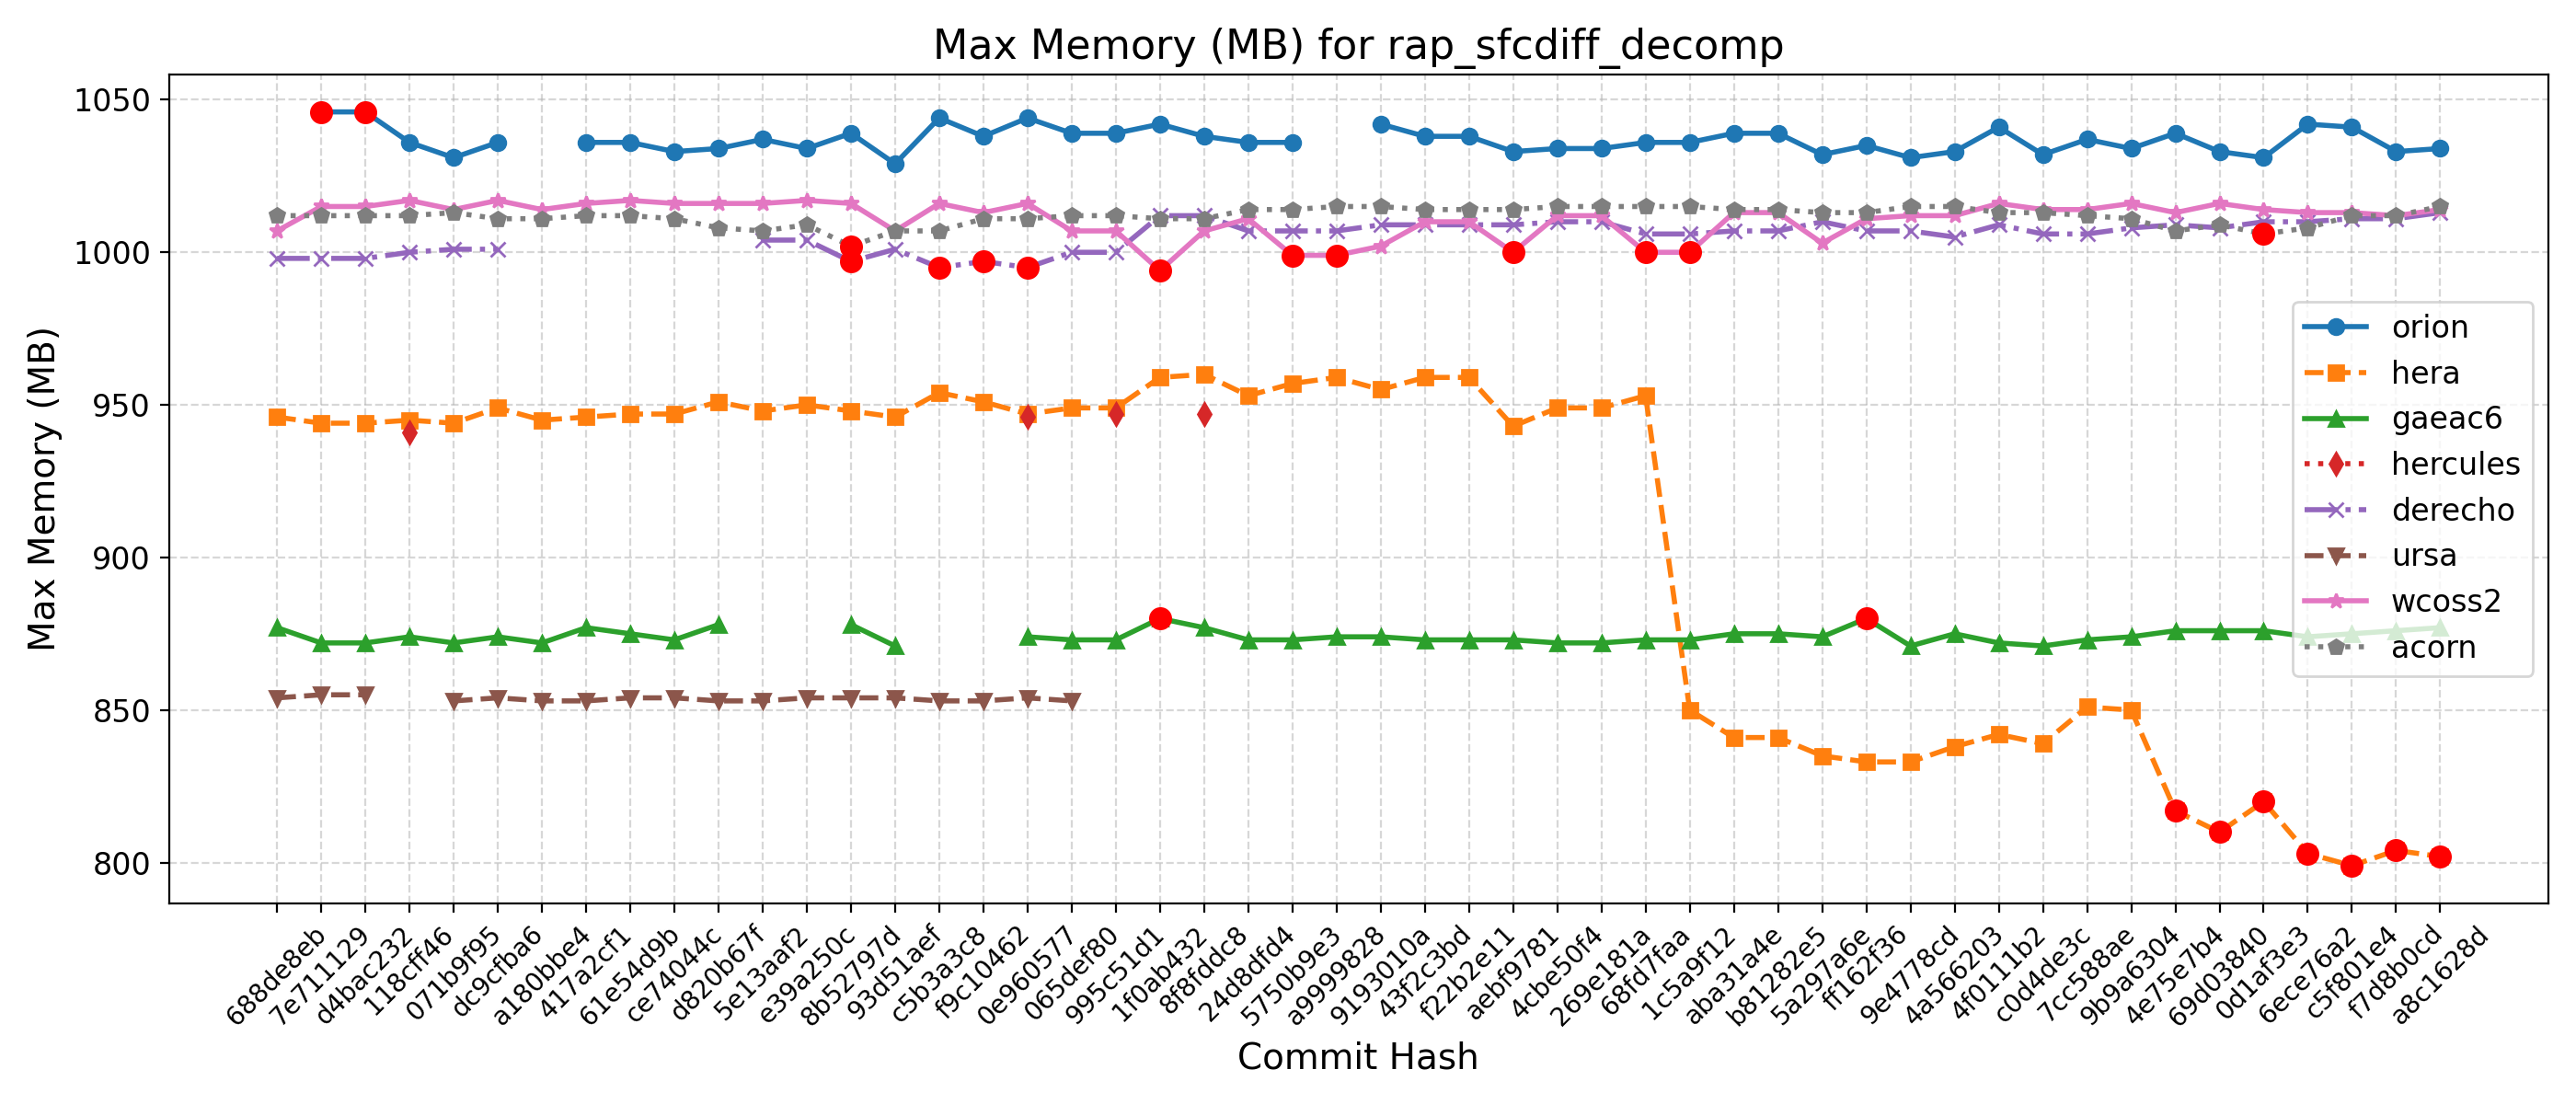 Max Memory (MB) for rap_sfcdiff_decomp
Max Memory (MB)
1050
1000
950
900
850
800
orion
hera
gaeac6
hercules
derecho
ursa
wcoss2
acorn
688de8eb
7e711129
d4bac232
118cff46
071b9f95
dc9cfba6
a180bbe4
417a2cf1
61e54d9b
ce74044c
d820b67f
5e13aaf2
e39a250c
8b52797d
93d51aef
c5b3a3c8
f9c10462
0e960577
065def80
995c51d1
1f0ab432
8f8fddc8
24d8dfd4
5750b9e3
a9999828
9193010a
43f2c3bd
f22b2e11
aebf9781
4cbe50f4
269e181a
68fd7faa
1c5a9f12
aba31a4e
b81282e5
5a297a6e
ff162f36
9e4778cd
4a566203
4f0111b2
c0d4de3c
7cc588ae
9b9a6304
4e75e7b4
69d03840
0d1af3e3
6ece76a2
c5f801e4
f7d8b0cd
a8c1628d
Commit Hash